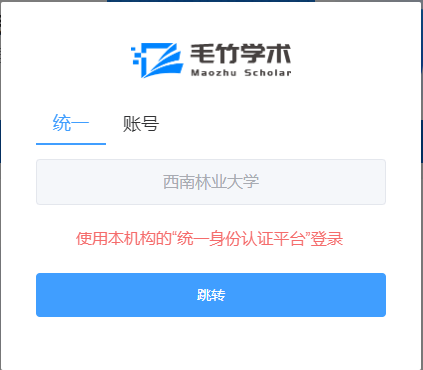 毛竹学术
Maozhu Scholar
统一 账号
西南林业大学
使用本机构的“统一身份认证平台”登录
跳转